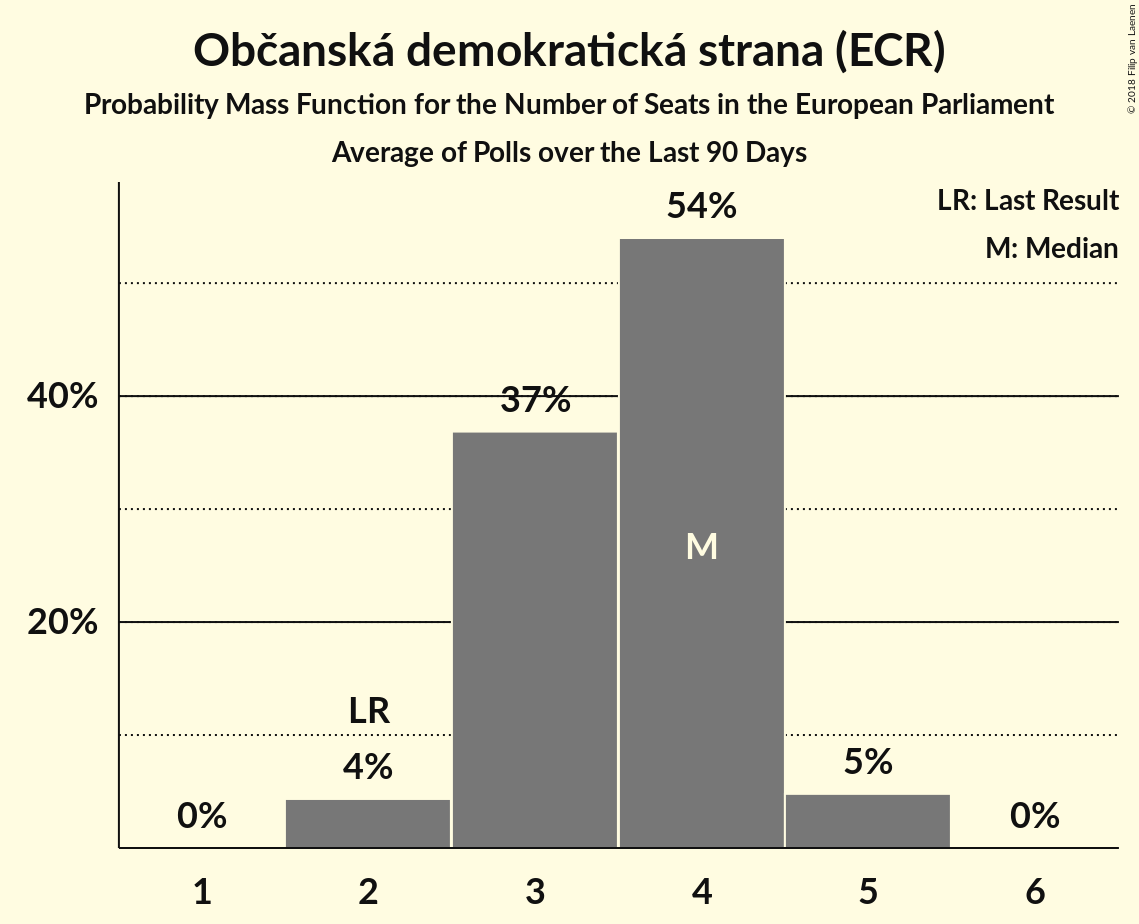 Občanská demokratická strana (ECR)
Probability Mass Function for the Number of Seats in the European Parliament
Average of Polls over the Last 90 Days
© 2018 Filip van Laenen
LR: Last Result
M: Median
54%
40%
37%
M
20%
LR
4%
5%
0%
0%
1 2 3 4 5 6